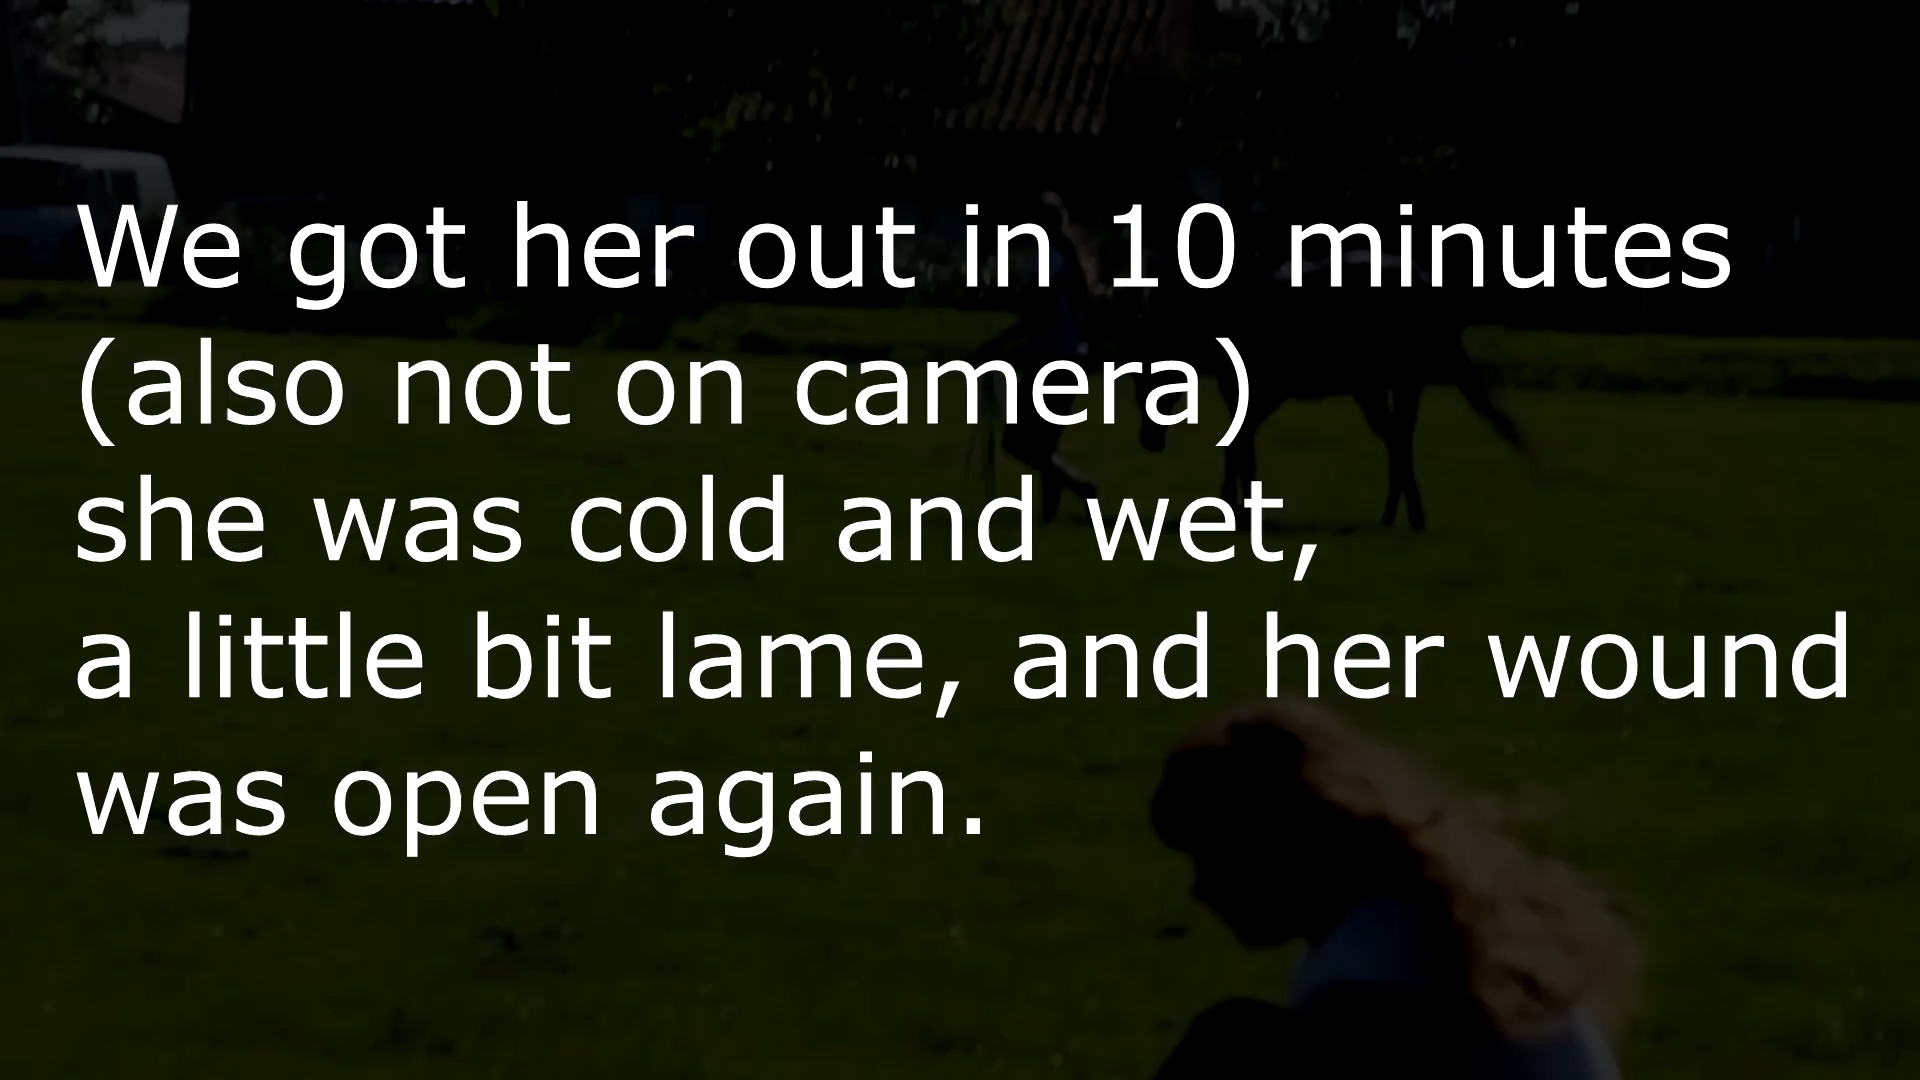 We got her out in 10 minutes
(also not on camera)
she was cold and wet,
a little bit lame, and her wound
was open again.